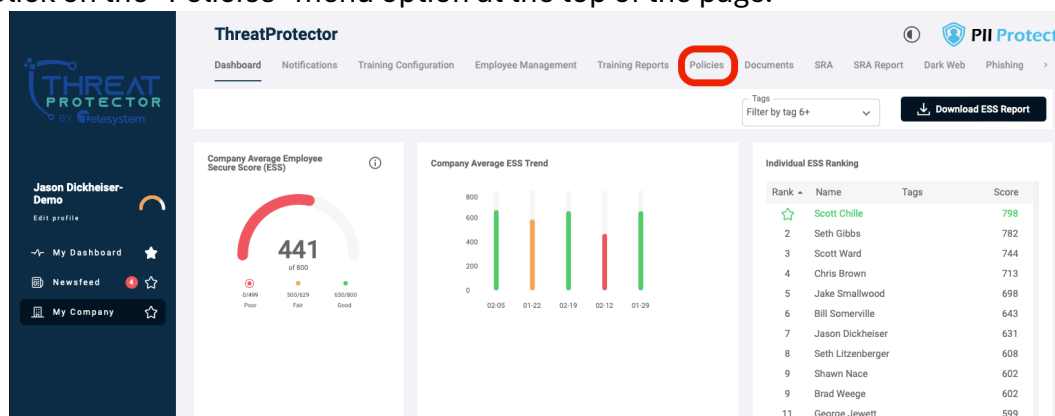 click on the "Policies" menu option at the top of the page.
ThreatProtector
PII Protect
Dashboard Notifications Training Configuration Employee Management Training Reports Policies Documents SRA SRA Report Dark Web Phishing >
THREAT
PROTECTOR
BY Telesystem
Tags
Filter by tag 6+
Download ESS Report
Jason Dickheiser-
Demo
Edit profile
My Dashboard
Newsfeed 4
My Company
Company Average Employee
Secure Score (ESS)
441
of 800
0/499 500/629 630/800
Poor Fair Good
Company Average ESS Trend
800
600
400
200
0
02-05 01-22 02-19 02-12 01-29
Individual ESS Ranking
Rank Name Tags Score
Scott Chille 798
2 Seth Gibbs 782
3 Scott Ward 744
4 Chris Brown 713
5 Jake Smallwood 698
6 Bill Somerville 643
7 Jason Dickheiser 631
8 Seth Litzenberger 608
9 Shawn Nace 602
9 Brad Weege 602
11 George Jewett 599